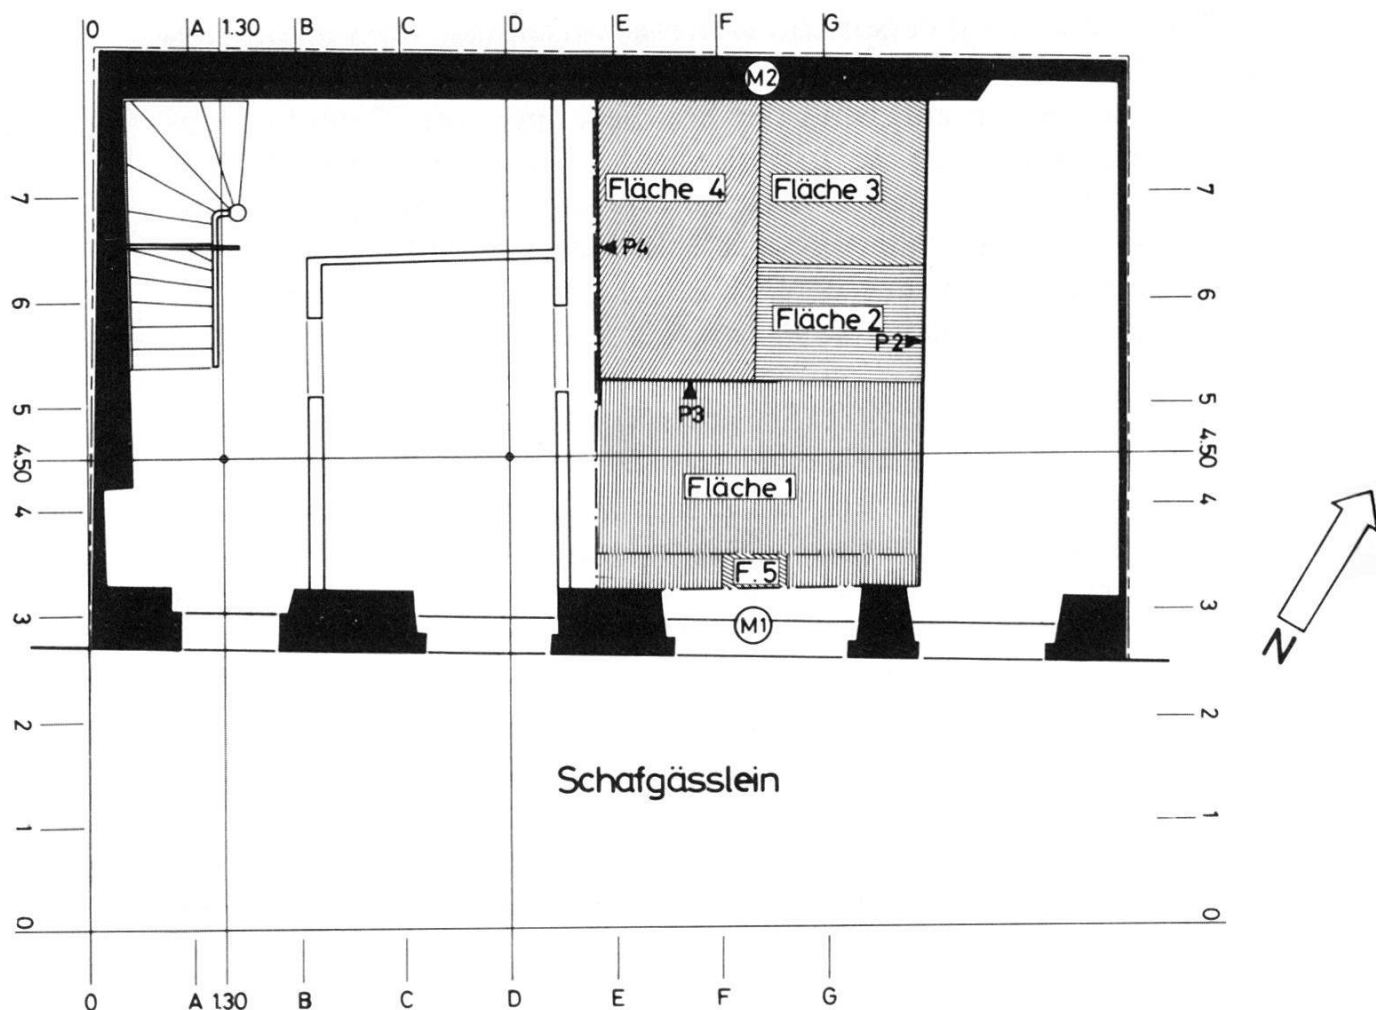 0 A 1.30 B C D E F G
M2
7 Fläche 4 Fläche 3 7
P4
6 Fläche 2 6
P2
5 P3 5
4.50 4.50
4 Fläche 1 4
F. 5
3 M1 3
N
2 2
Schafgässlein
1 1
0 0
0 A 1.30 B C D E F G